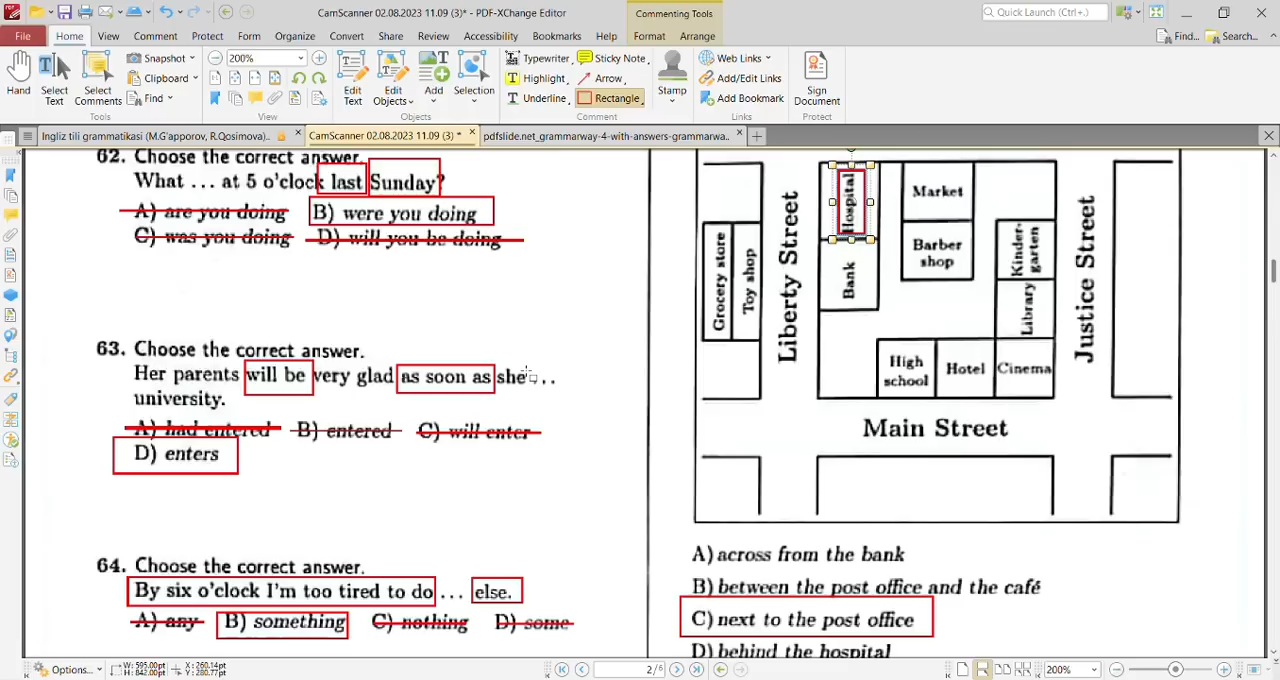 CamScanner 02.08.2023 11.09 (3)* - PDF-XChange Editor
Commenting Tools
Quick Launch (Ctrl+.)
File
Home
View
Comment
Protect
Form
Organize
Convert
Share
Review
Accessibility
Bookmarks
Help
Format
Arrange
Find...
Search...
Hand
Select Text
Select Comments
Snapshot
Clipboard
Find
Tools
200%
View
Edit Text
Edit Objects
Add
Selection
Objects
Typewriter
Highlight
Underline
Sticky Note
Arrow
Rectangle
Stamp
Comment
Web Links
Add/Edit Links
Add Bookmark
Links
Sign Document
Protect
Ingliz tili grammatikasi (M.G'apporov, R.Qosimova)..
CamScanner 02.08.2023 11.09 (3) *
pdfslide.net_grammarway-4-with-answers-grammarwa..
62. Choose the correct answer.
What ... at 5 o'clock last Sunday?
A) are you doing B) were you doing
C) was you doing D) will you be doing
63. Choose the correct answer.
Her parents will be very glad as soon as she ...
university.
A) had entered B) entered C) will enter
D) enters
64. Choose the correct answer.
By six o'clock I'm too tired to do ... else.
A) any B) something C) nothing D) some
Grocery store
Toy shop
Liberty Street
Hospital
Bank
Market
Barber shop
Kinder-garten
Library
High school
Hotel
Cinema
Justice Street
Main Street
A) across from the bank
B) between the post office and the café
C) next to the post office
D) behind the hospital
Options...
W: 595.00pt
H: 842.00pt
X: 260.14pt
Y: 280.77pt
2/6
200%